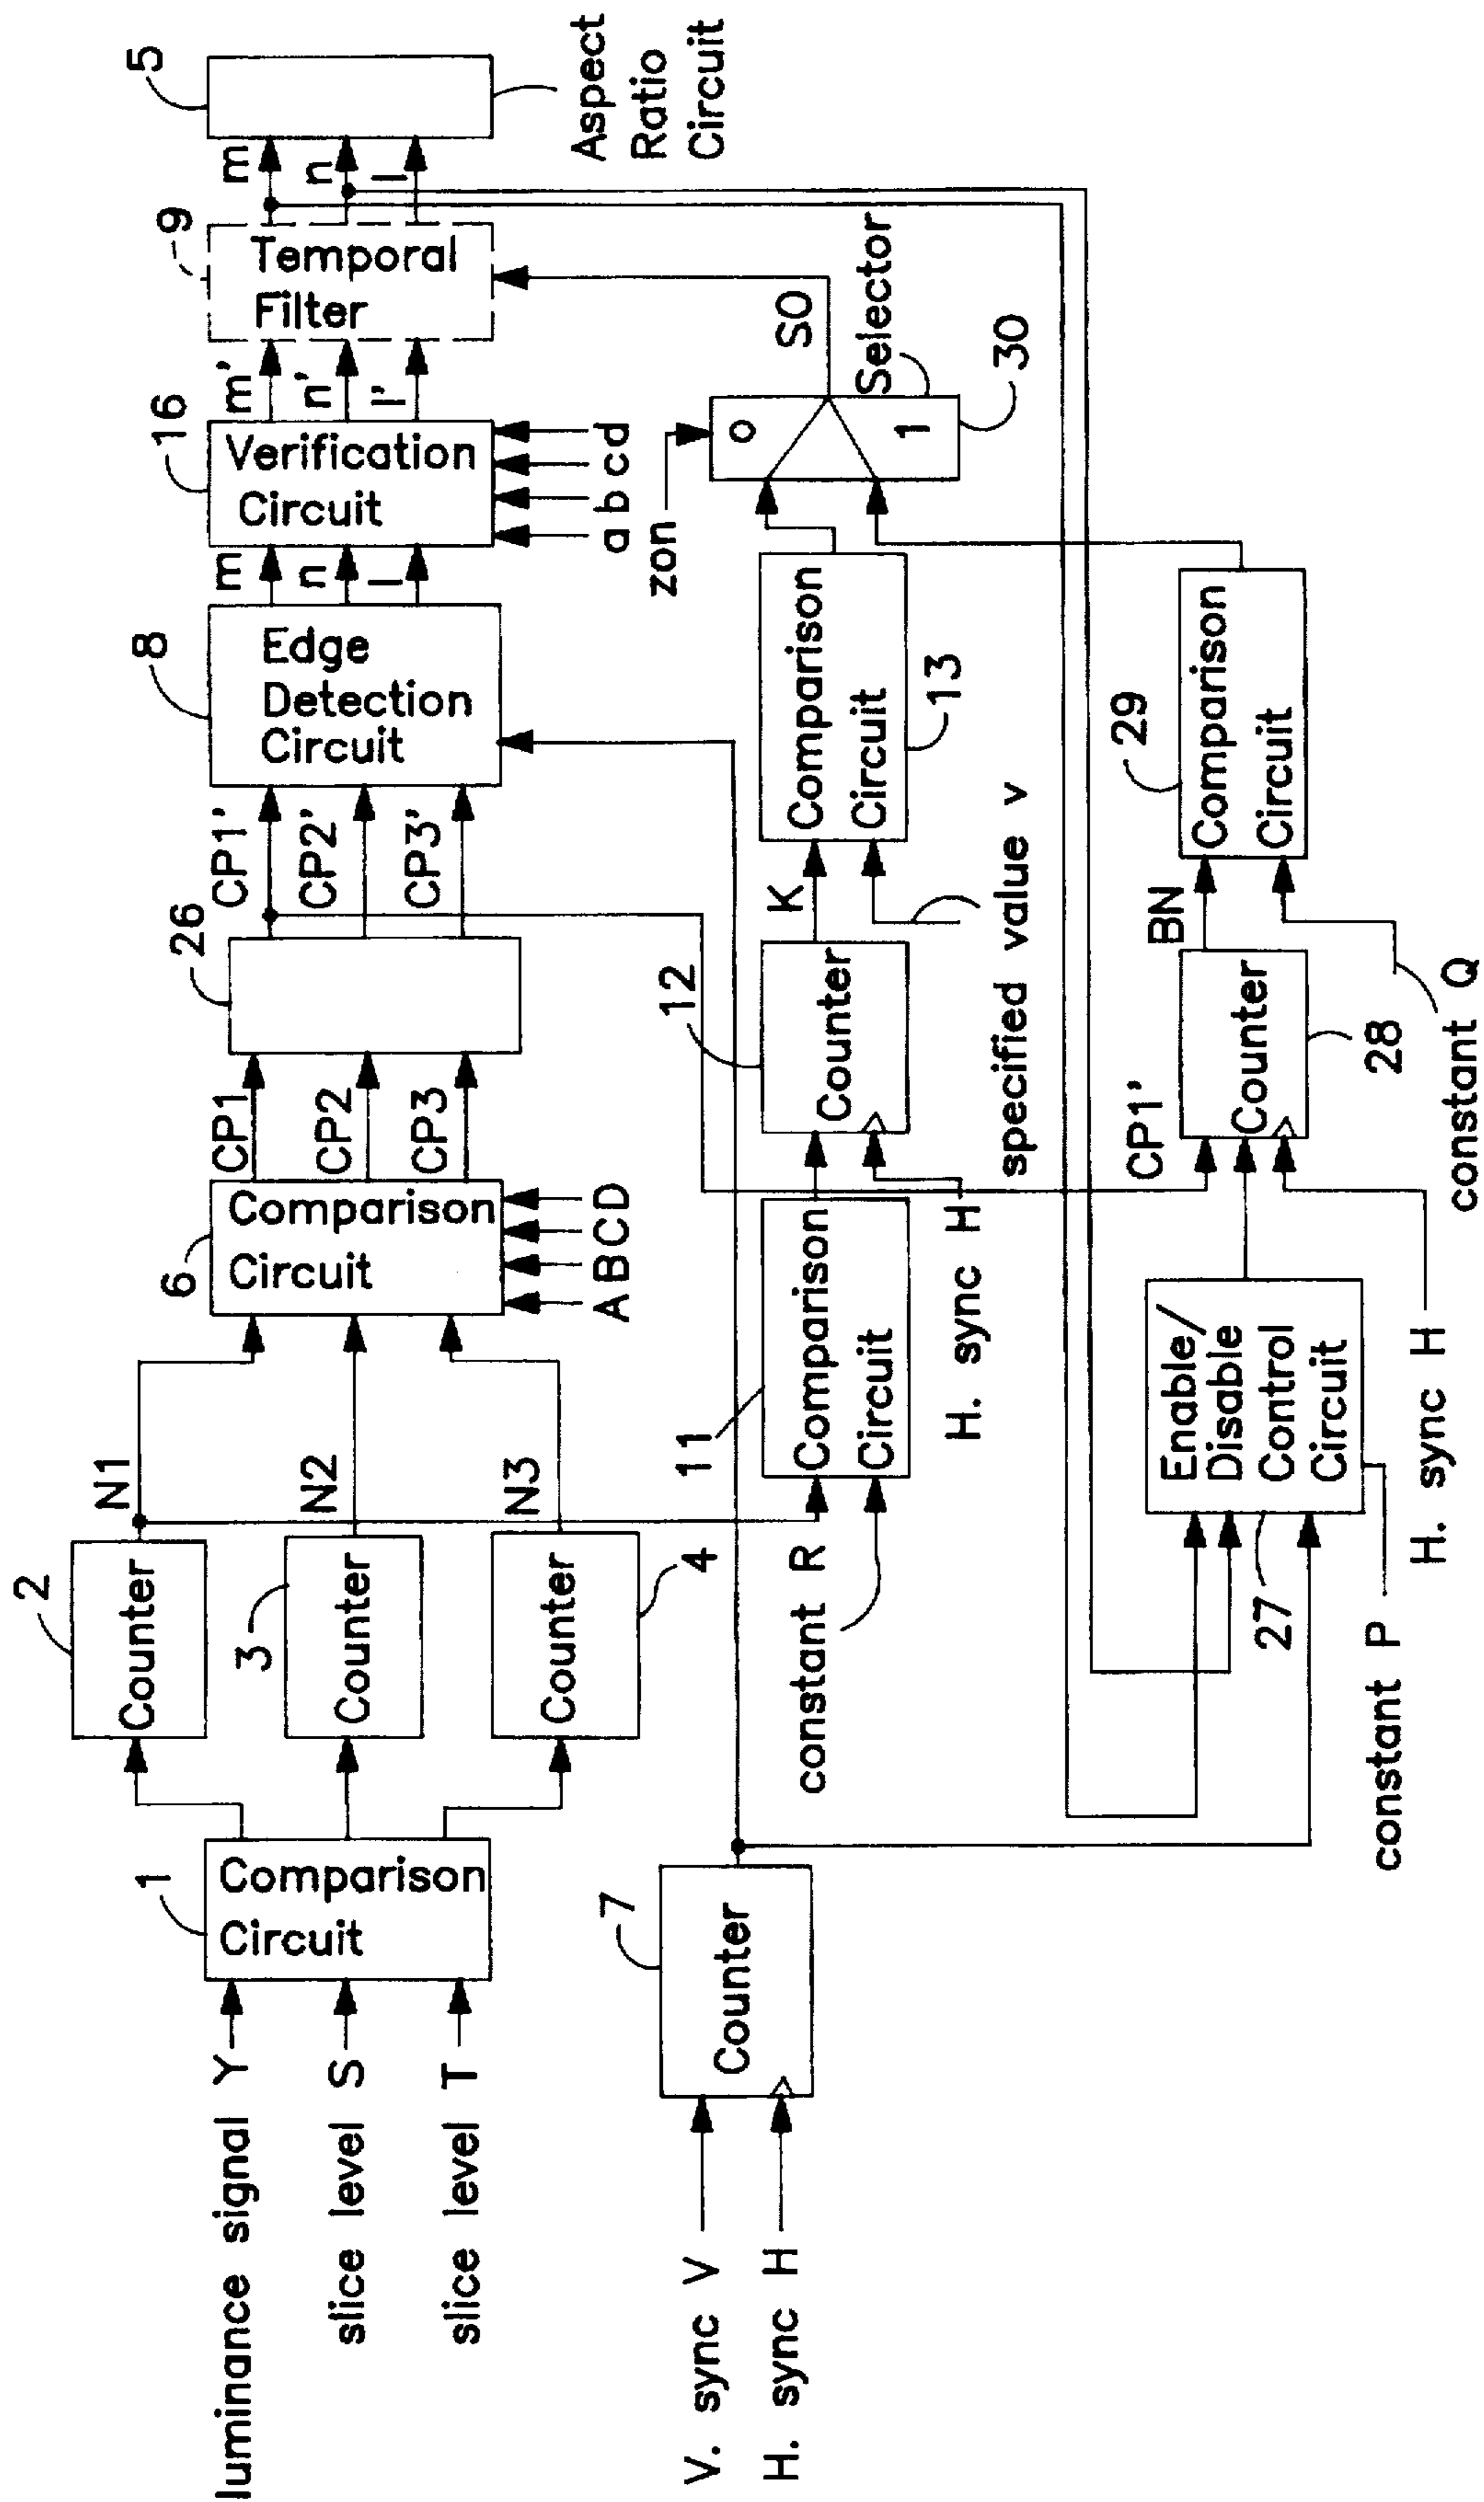 luminance signal Y
slice level S
slice level T
1
Comparison
Circuit
2
Counter
3
Counter
Counter
4
N1
N2
N3
6
Comparison
Circuit
A B C D
CP1
CP2
CP3
26
CP1'
CP2'
CP3'
8
Edge
Detection
Circuit
m
n
l
16
Verification
Circuit
a b c d
m'
n'
l'
9
Temporal
Filter
m
n
l
5
Aspect
Ratio
Circuit
V. sync V
H. sync H
7
Counter
constant R
11
Comparison
Circuit
H. sync H
12
Counter
K
specified value v
Comparison
Circuit
13
zon
0
1
SO
Selector
30
27
Enable/
Disable
Control
Circuit
constant P
H. sync H
CP1'
Counter
28
BN
constant Q
29
Comparison
Circuit